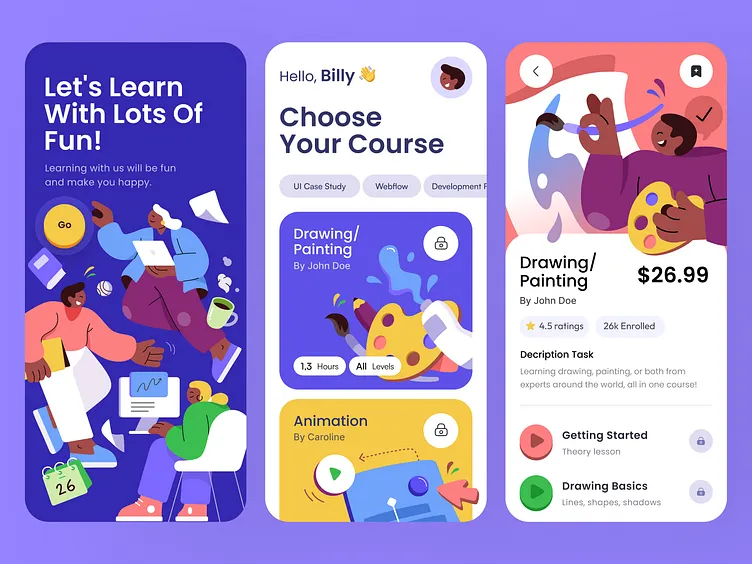 Let's Learn
With Lots Of
Fun!
Learning with us will be fun
and make you happy.
Go
26
Hello, Billy 👋
Choose
Your Course
UI Case Study
Webflow
Development
Drawing/
Painting
By John Doe
1,3 Hours
All Levels
Animation
By Caroline
Drawing/
Painting
$26.99
By John Doe
4.5 ratings
26k Enrolled
Decription Task
Learning drawing, painting, or both from
experts around the world, all in one course!
Getting Started
Theory lesson
Drawing Basics
Lines, shapes, shadows